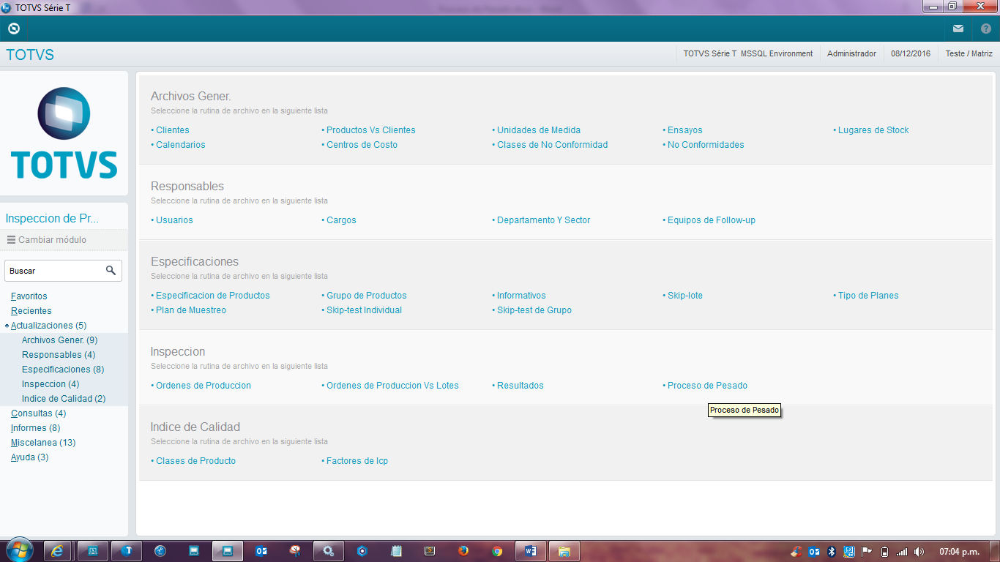 TOTVS Série T
TOTVS
TOTVS Série T MSSQL Environment
Administrador
08/12/2016
Teste / Matriz
TOTVS
Inspeccion de Pr...
Cambiar módulo
Buscar
Favoritos
Recientes
Actualizaciones (5)
Archivos Gener. (9)
Responsables (4)
Especificaciones (8)
Inspeccion (4)
Indice de Calidad (2)
Consultas (4)
Informes (8)
Miscelanea (13)
Ayuda (3)
Archivos Gener.
Seleccione la rutina de archivo en la siguiente lista
• Clientes • Productos Vs Clientes • Unidades de Medida • Ensayos • Lugares de Stock
• Calendarios • Centros de Costo • Clases de No Conformidad • No Conformidades
Responsables
Seleccione la rutina de archivo en la siguiente lista
• Usuarios • Cargos • Departamento Y Sector • Equipos de Follow-up
Especificaciones
Seleccione la rutina de archivo en la siguiente lista
• Especificacion de Productos • Grupo de Productos • Informativos • Skip-lote • Tipo de Planes
• Plan de Muestreo • Skip-test Individual • Skip-test de Grupo
Inspeccion
Seleccione la rutina de archivo en la siguiente lista
• Ordenes de Produccion • Ordenes de Produccion Vs Lotes • Resultados • Proceso de Pesado
Proceso de Pesado
Indice de Calidad
Seleccione la rutina de archivo en la siguiente lista
• Clases de Producto • Factores de Icp
07:04 p.m.